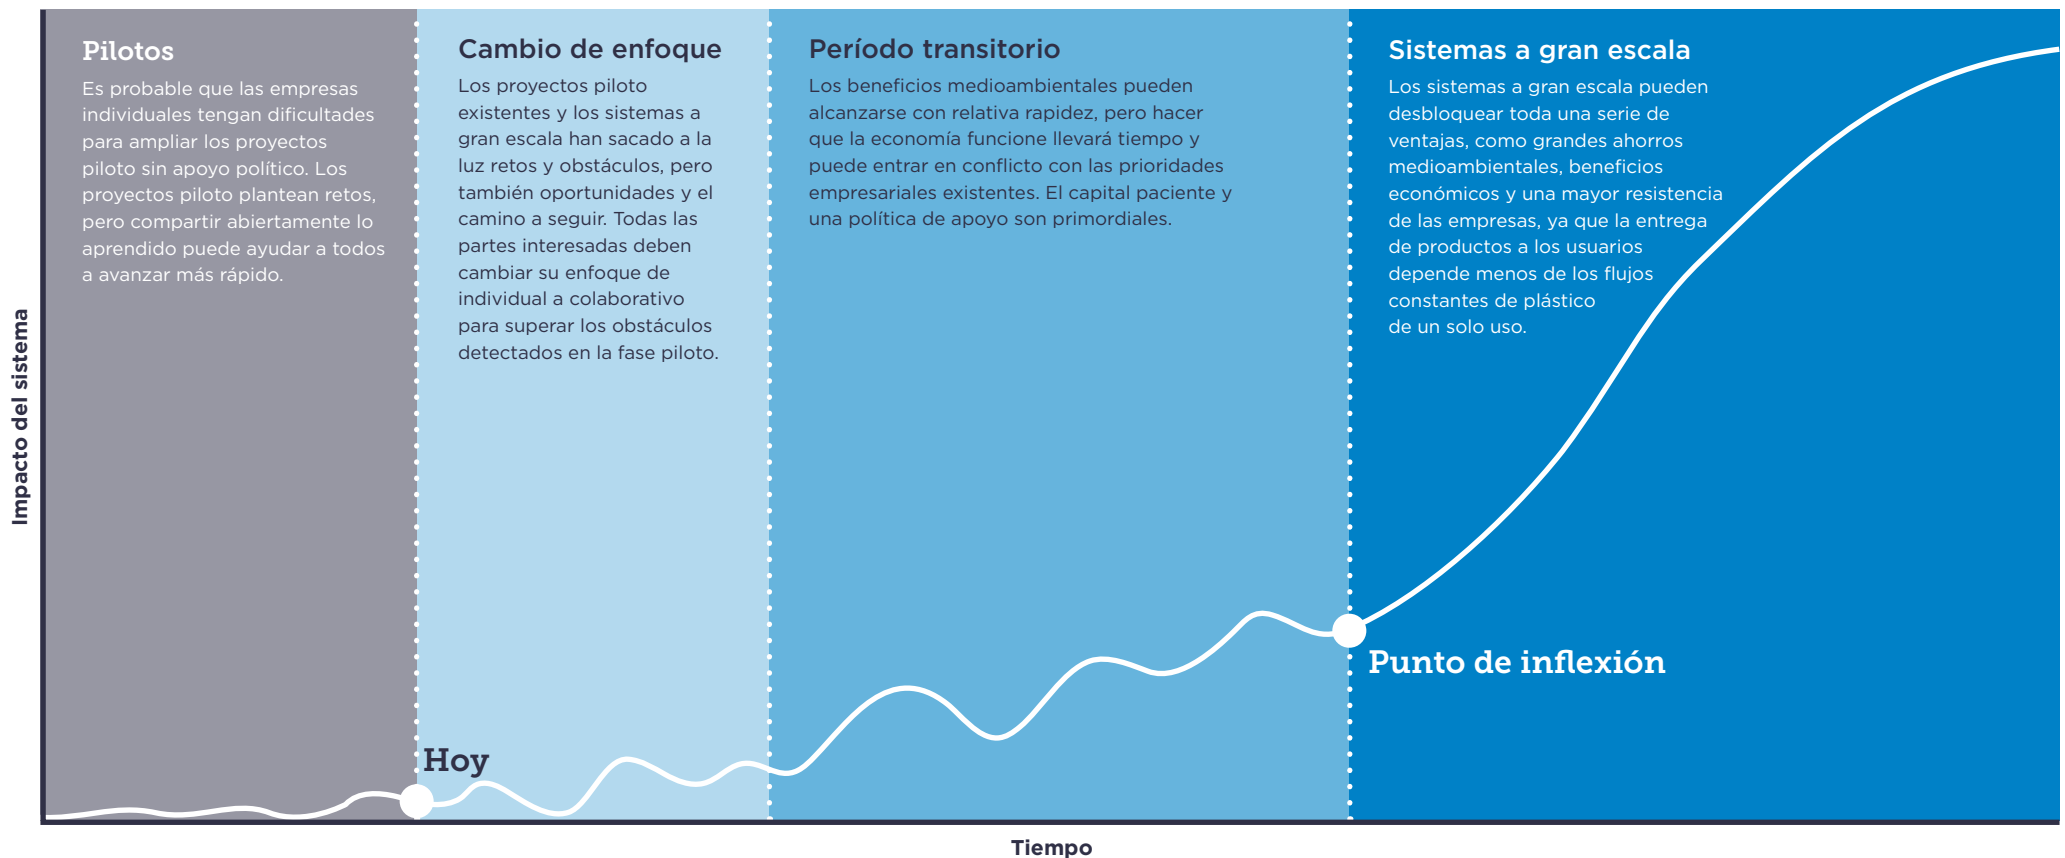 Pilotos
Es probable que las empresas
individuales tengan dificultades
para ampliar los proyectos
piloto sin apoyo político. Los
proyectos piloto plantean retos,
pero compartir abiertamente lo
aprendido puede ayudar a todos
a avanzar más rápido.
Cambio de enfoque
Los proyectos piloto
existentes y los sistemas a
gran escala han sacado a la
luz retos y obstáculos, pero
también oportunidades y el
camino a seguir. Todas las
partes interesadas deben
cambiar su enfoque de
individual a colaborativo
para superar los obstáculos
detectados en la fase piloto.
Período transitorio
Los beneficios medioambientales pueden
alcanzarse con relativa rapidez, pero hacer
que la economía funcione llevará tiempo y
puede entrar en conflicto con las prioridades
empresariales existentes. El capital paciente y
una política de apoyo son primordiales.
Sistemas a gran escala
Los sistemas a gran escala pueden
desbloquear toda una serie de
ventajas, como grandes ahorros
medioambientales, beneficios
económicos y una mayor resistencia
de las empresas, ya que la entrega
de productos a los usuarios
depende menos de los flujos
constantes de plástico
de un solo uso.
Impacto del sistema
Hoy
Punto de inflexión
Tiempo